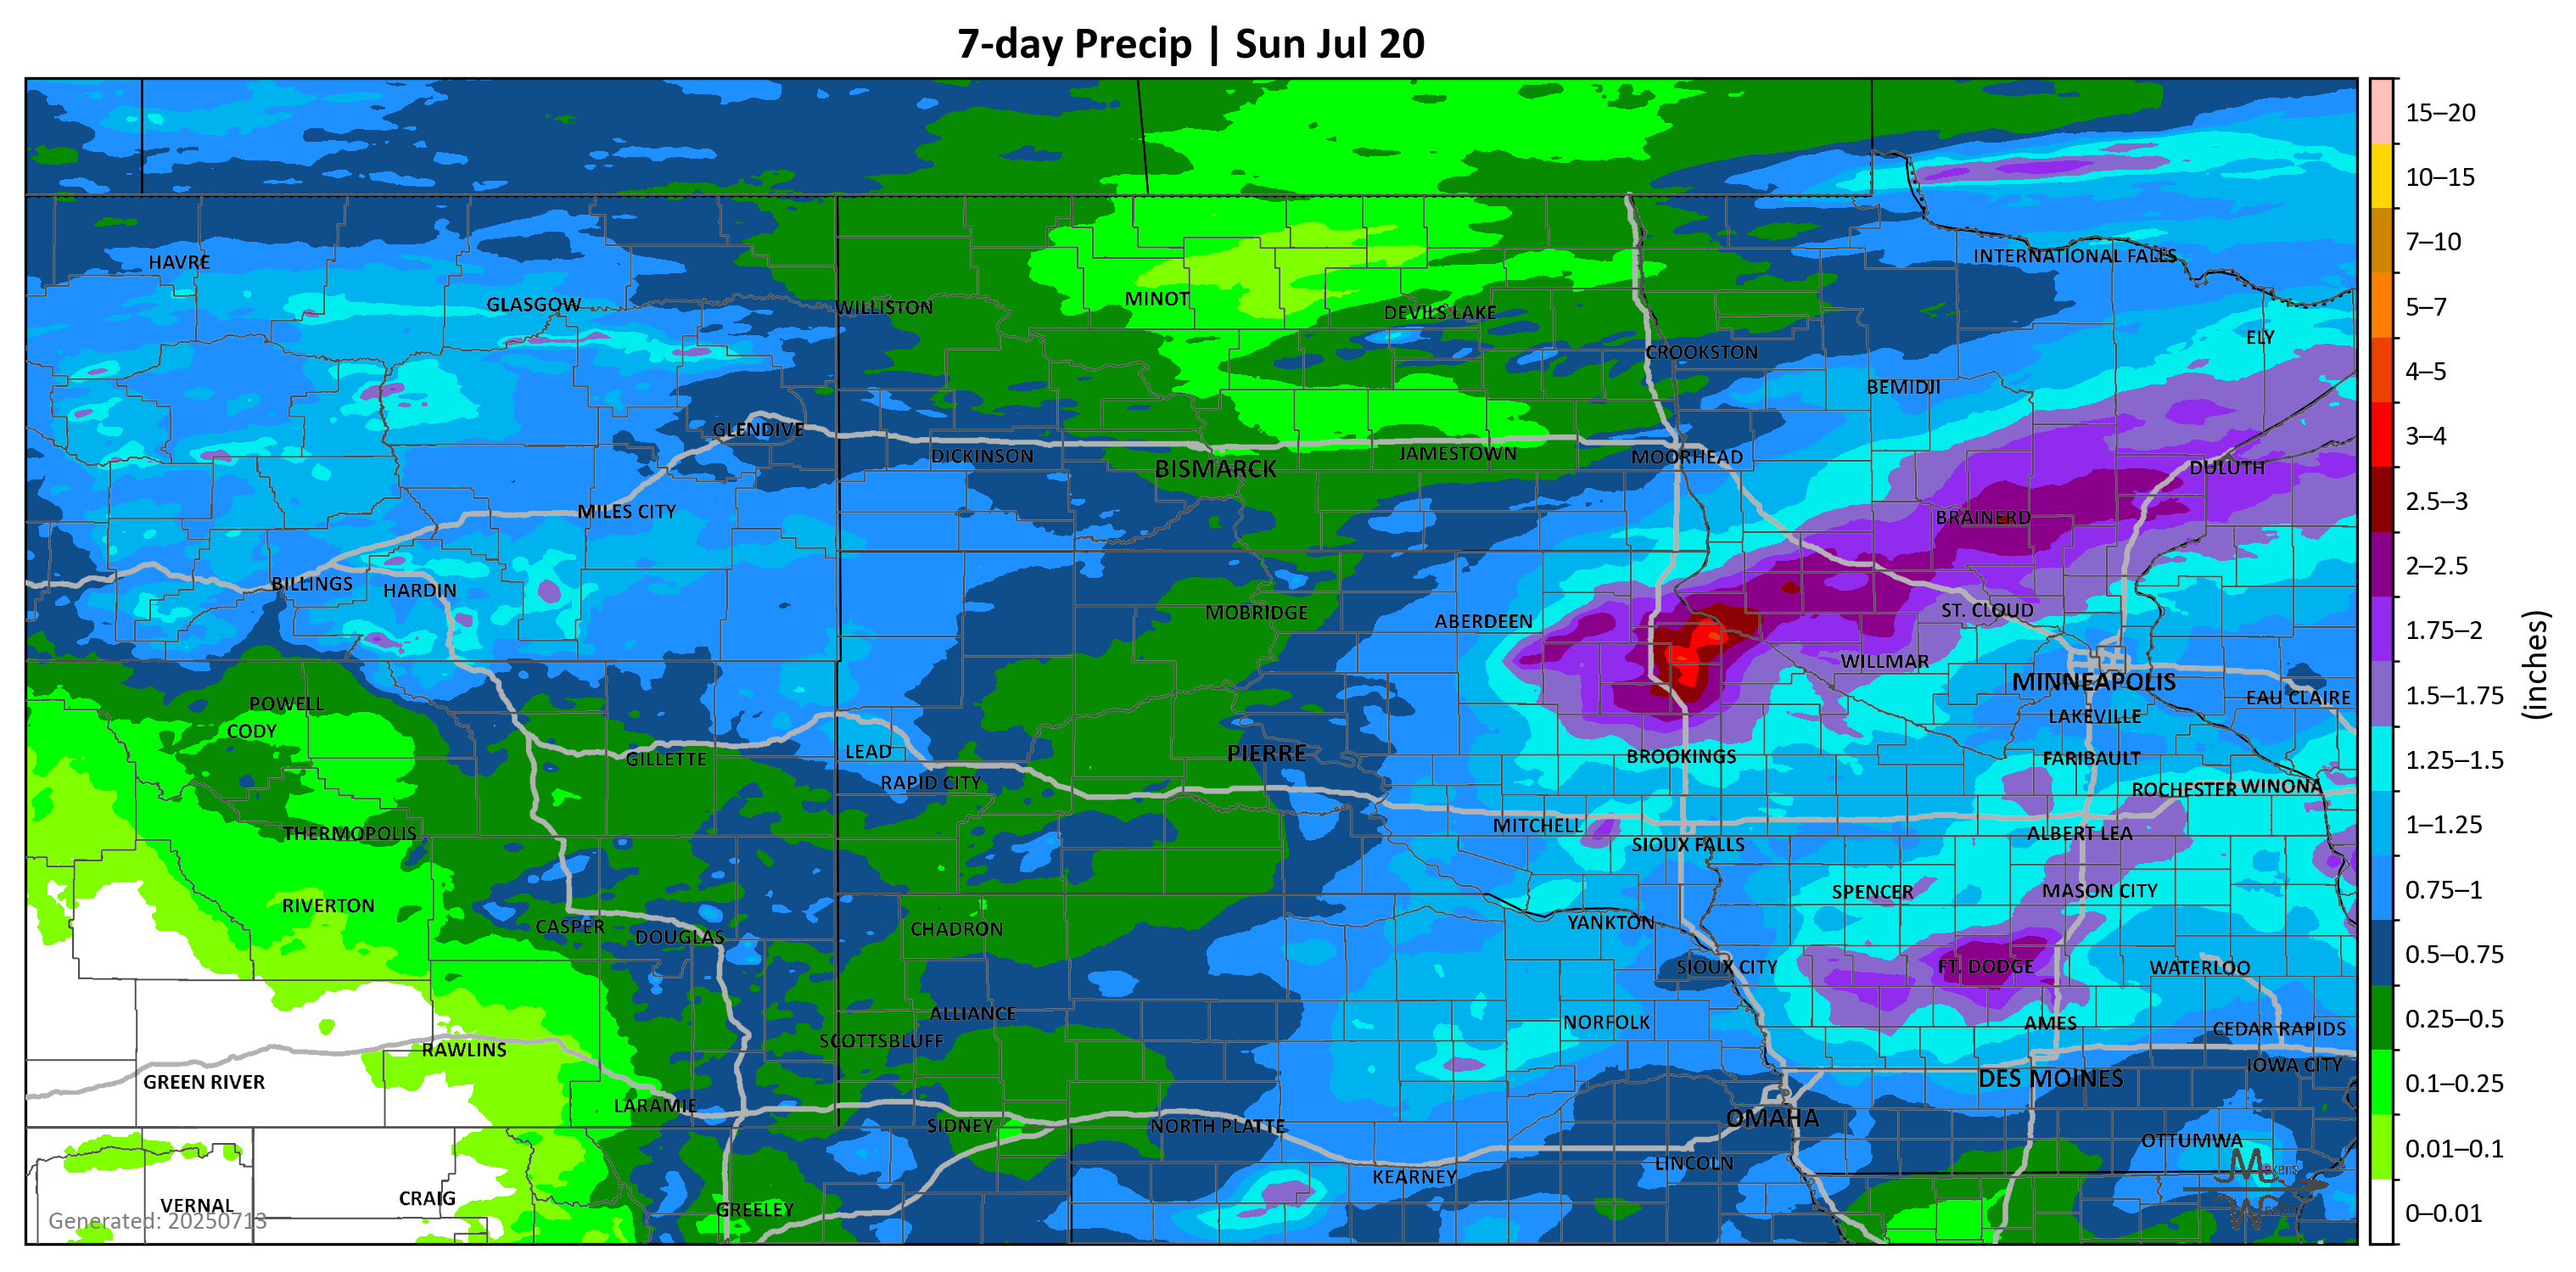 7-day Precip | Sun Jul 20
15–20
10–15
7–10
5–7
4–5
3–4
2.5–3
2–2.5
1.75–2
1.5–1.75
1.25–1.5
1–1.25
0.75–1
0.5–0.75
0.25–0.5
0.1–0.25
0.01–0.1
0–0.01
(inches)
HAVRE
INTERNATIONAL FALLS
GLASGOW
WILLISTON
MINOT
DEVILS LAKE
ELY
CROOKSTON
BEMIDJI
GLENDIVE
DICKINSON
BISMARCK
JAMESTOWN
MOORHEAD
DULUTH
MILES CITY
BRAINERD
BILLINGS
HARDIN
MOBRIDGE
ABERDEEN
ST. CLOUD
WILLMAR
MINNEAPOLIS
EAU CLAIRE
POWELL
CODY
LAKEVILLE
GILLETTE
LEAD
PIERRE
BROOKINGS
FARIBAULT
RAPID CITY
ROCHESTER
WINONA
THERMOPOLIS
MITCHELL
ALBERT LEA
SIOUX FALLS
SPENCER
MASON CITY
RIVERTON
CASPER
DOUGLAS
CHADRON
YANKTON
SIOUX CITY
FT. DODGE
WATERLOO
ALLIANCE
NORFOLK
AMES
CEDAR RAPIDS
SCOTTSBLUFF
RAWLINS
IOWA CITY
GREEN RIVER
DES MOINES
LARAMIE
OMAHA
SIDNEY
NORTH PLATTE
OTTUMWA
LINCOLN
KEARNEY
VERNAL
CRAIG
GREELEY
Generated: 20250713